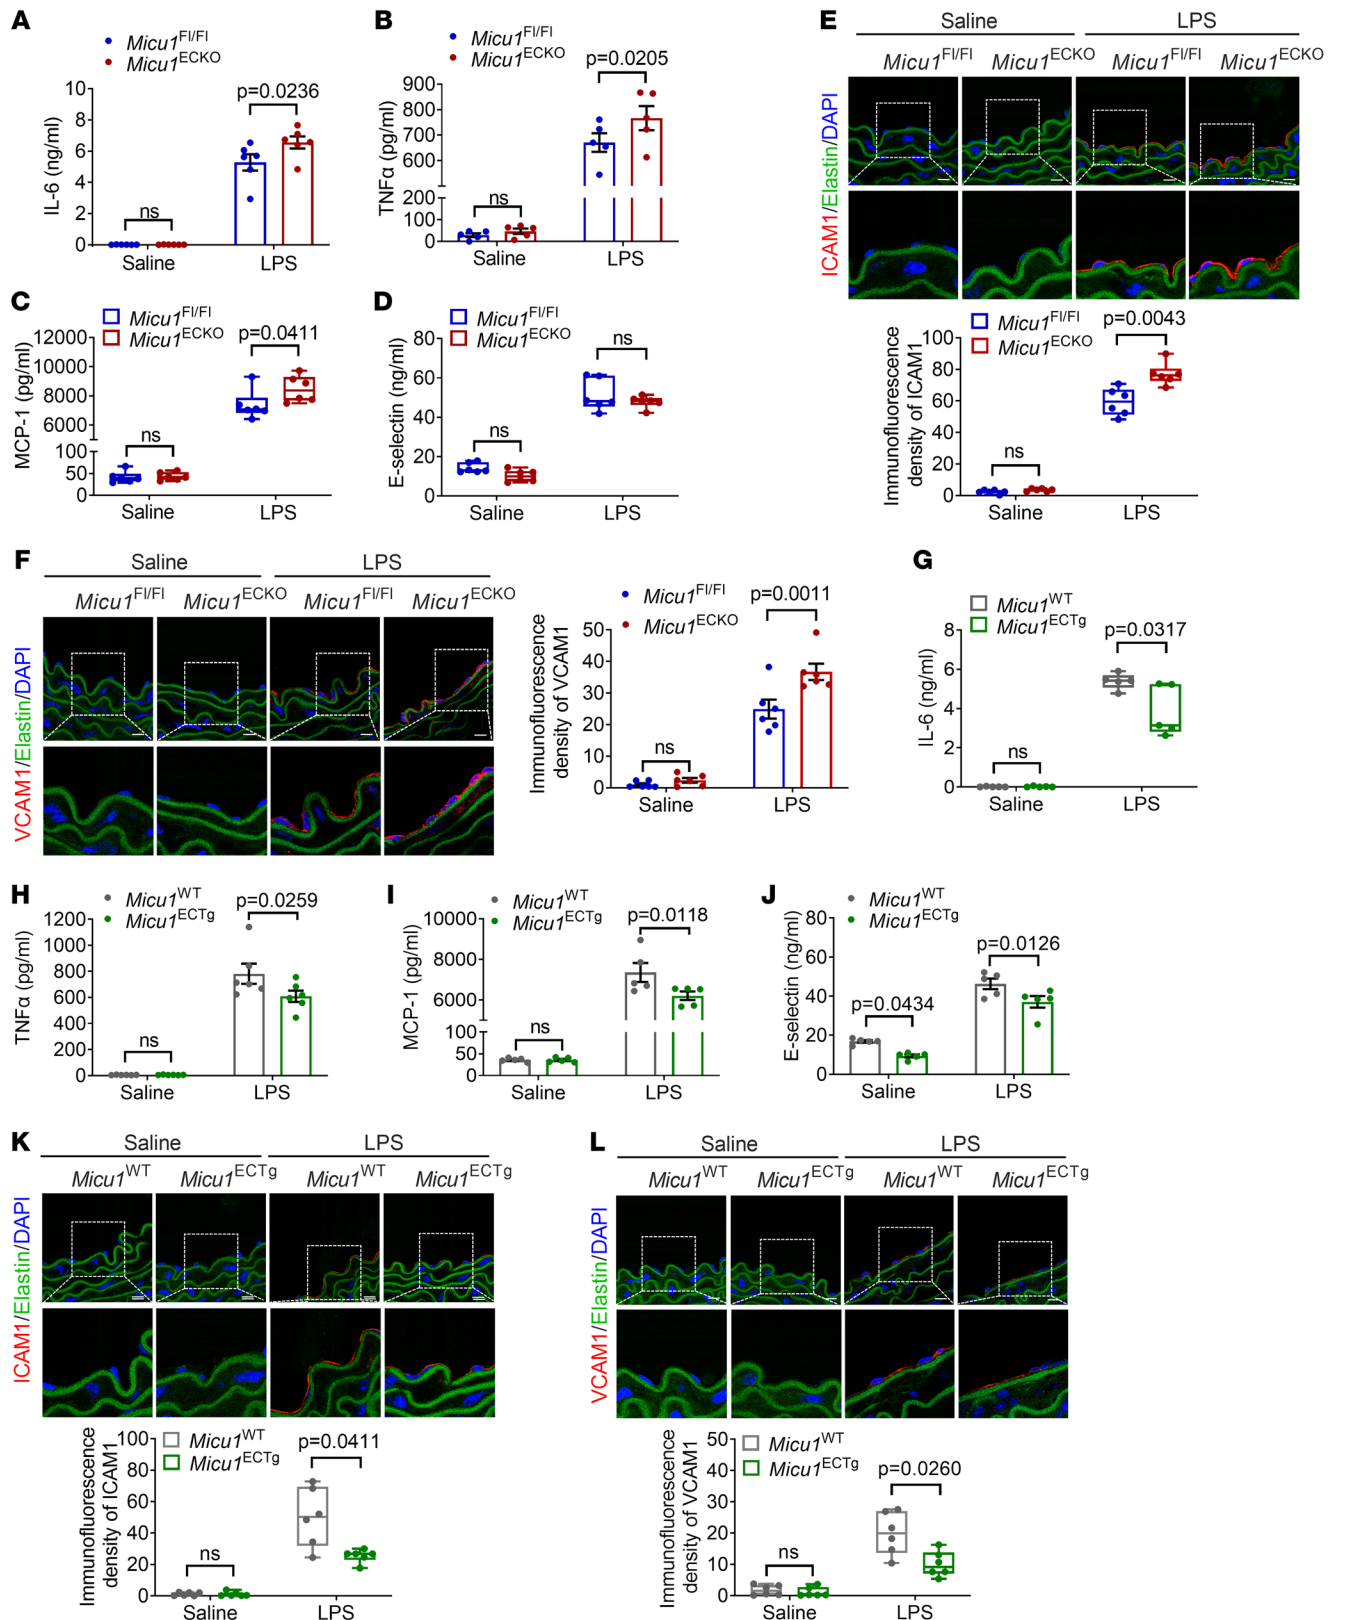 A
Micu1Fl/Fl
Micu1ECKO
IL-6 (ng/ml)
10
8
6
4
2
0
ns
p=0.0236
Saline
LPS
B
Micu1Fl/Fl
Micu1ECKO
TNFα (pg/ml)
900
800
700
600
200
100
0
ns
p=0.0205
Saline
LPS
C
Micu1Fl/Fl
Micu1ECKO
MCP-1 (pg/ml)
12000
10000
8000
6000
100
50
0
ns
p=0.0411
Saline
LPS
D
Micu1Fl/Fl
Micu1ECKO
E-selectin (ng/ml)
80
60
40
20
0
ns
ns
Saline
LPS
E
Saline
LPS
Micu1Fl/Fl
Micu1ECKO
Micu1Fl/Fl
Micu1ECKO
ICAM1/Elastin/DAPI
Micu1Fl/Fl
Micu1ECKO
Immunofluorescence
density of ICAM1
100
80
60
40
20
0
ns
p=0.0043
Saline
LPS
F
Saline
LPS
Micu1Fl/Fl
Micu1ECKO
Micu1Fl/Fl
Micu1ECKO
VCAM1/Elastin/DAPI
Micu1Fl/Fl
Micu1ECKO
Immunofluorescence
density of VCAM1
50
40
30
20
10
0
ns
p=0.0011
Saline
LPS
G
Micu1WT
Micu1ECTg
IL-6 (ng/ml)
8
6
4
2
0
ns
p=0.0317
Saline
LPS
H
Micu1WT
Micu1ECTg
TNFα (pg/ml)
1200
1000
800
600
400
200
0
ns
p=0.0259
Saline
LPS
I
Micu1WT
Micu1ECTg
MCP-1 (pg/ml)
10000
8000
6000
100
50
0
ns
p=0.0118
Saline
LPS
J
Micu1WT
Micu1ECTg
E-selectin (ng/ml)
80
60
40
20
0
p=0.0434
p=0.0126
Saline
LPS
K
Saline
LPS
Micu1WT
Micu1ECTg
Micu1WT
Micu1ECTg
ICAM1/Elastin/DAPI
Micu1WT
Micu1ECTg
Immunofluorescence
density of ICAM1
100
80
60
40
20
0
ns
p=0.0411
Saline
LPS
L
Saline
LPS
Micu1WT
Micu1ECTg
Micu1WT
Micu1ECTg
VCAM1/Elastin/DAPI
Micu1WT
Micu1ECTg
Immunofluorescence
density of VCAM1
50
40
30
20
10
0
ns
p=0.0260
Saline
LPS